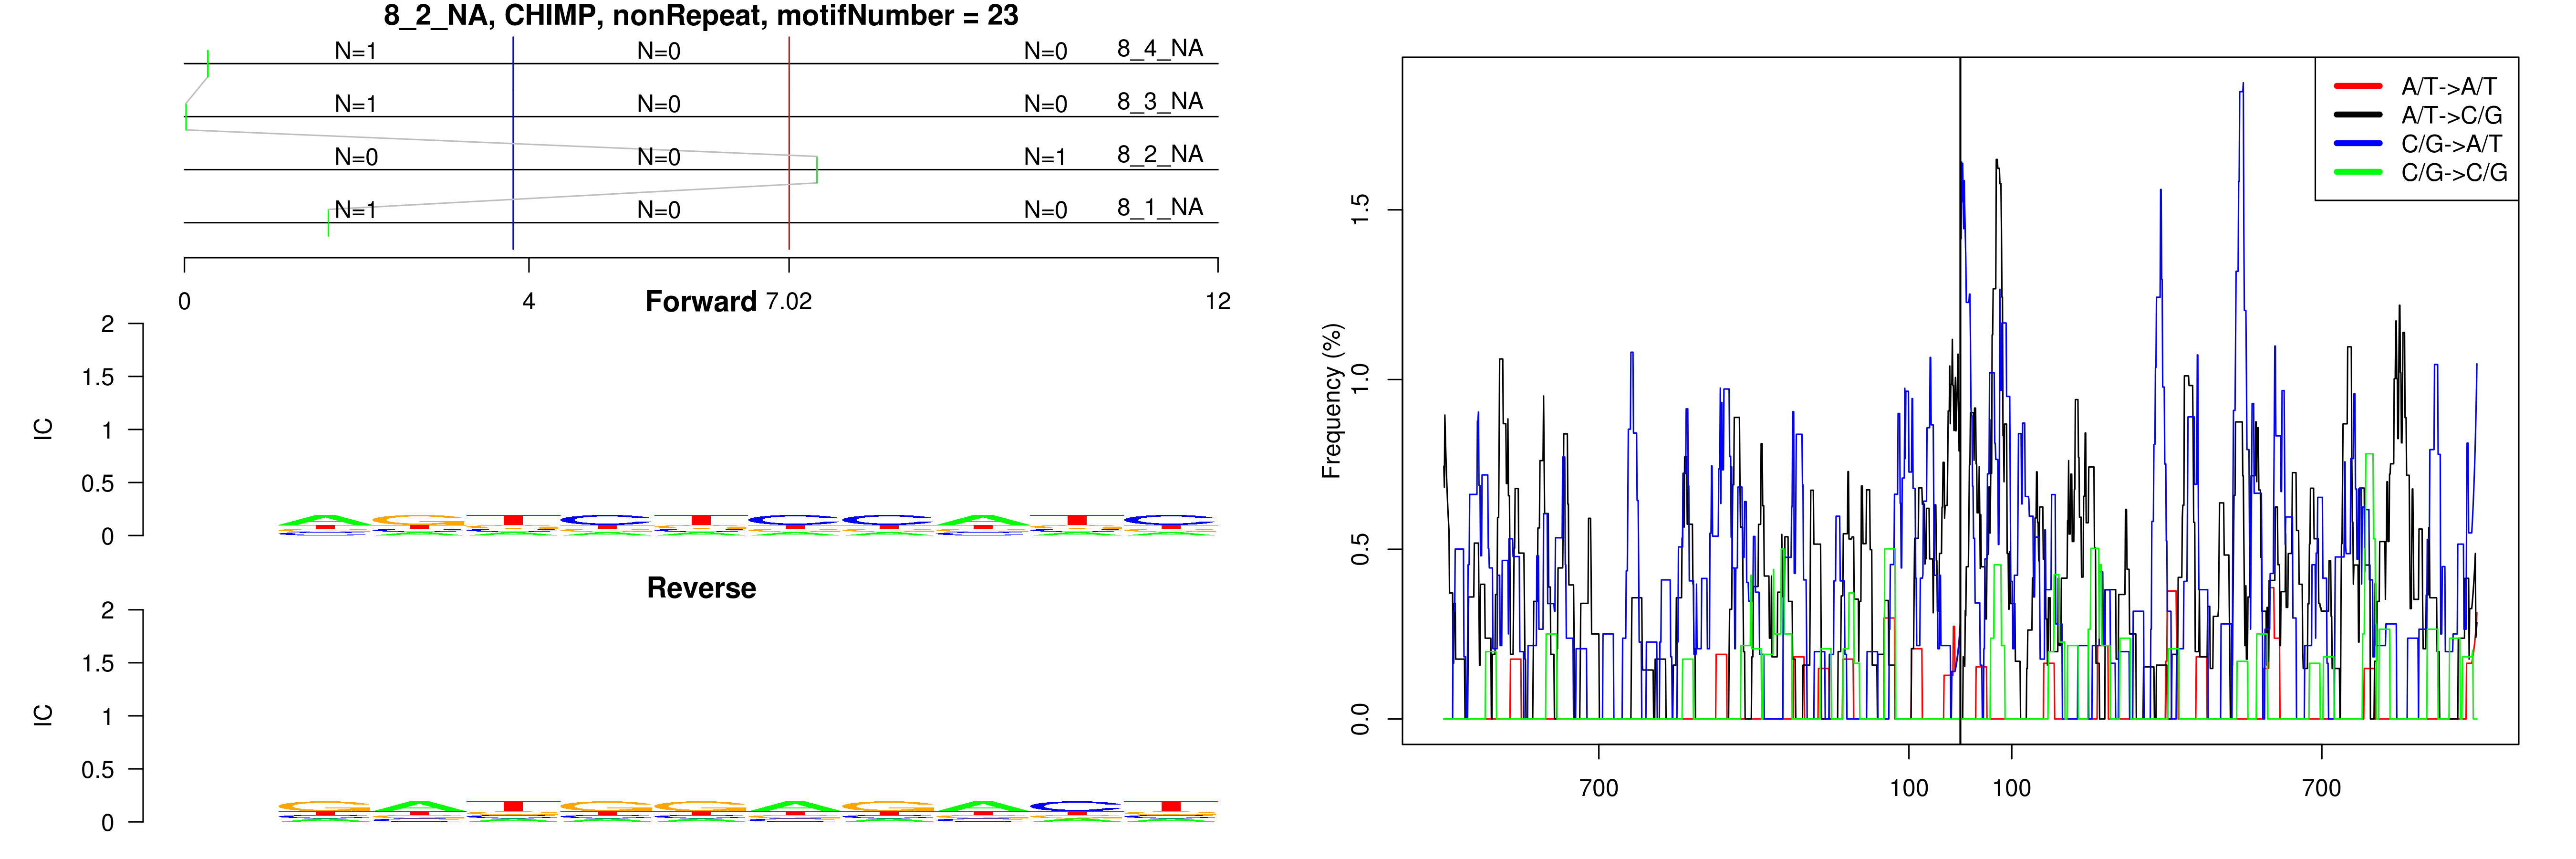 8_2_NA, CHIMP, nonRepeat, motifNumber = 23
N=1 N=0 N=0 8_4_NA
N=1 N=0 N=0 8_3_NA
N=0 N=0 N=1 8_2_NA
N=1 N=0 N=0 8_1_NA
0 4 7.02 12
Forward
IC
2
1.5
1
0.5
0
AGTCTCCATC
Reverse
IC
2
1.5
1
0.5
0
GATGGAGACT
Frequency (%)
1.5
1.0
0.5
0.0
700 100 100 700
A/T->A/T
A/T->C/G
C/G->A/T
C/G->C/G